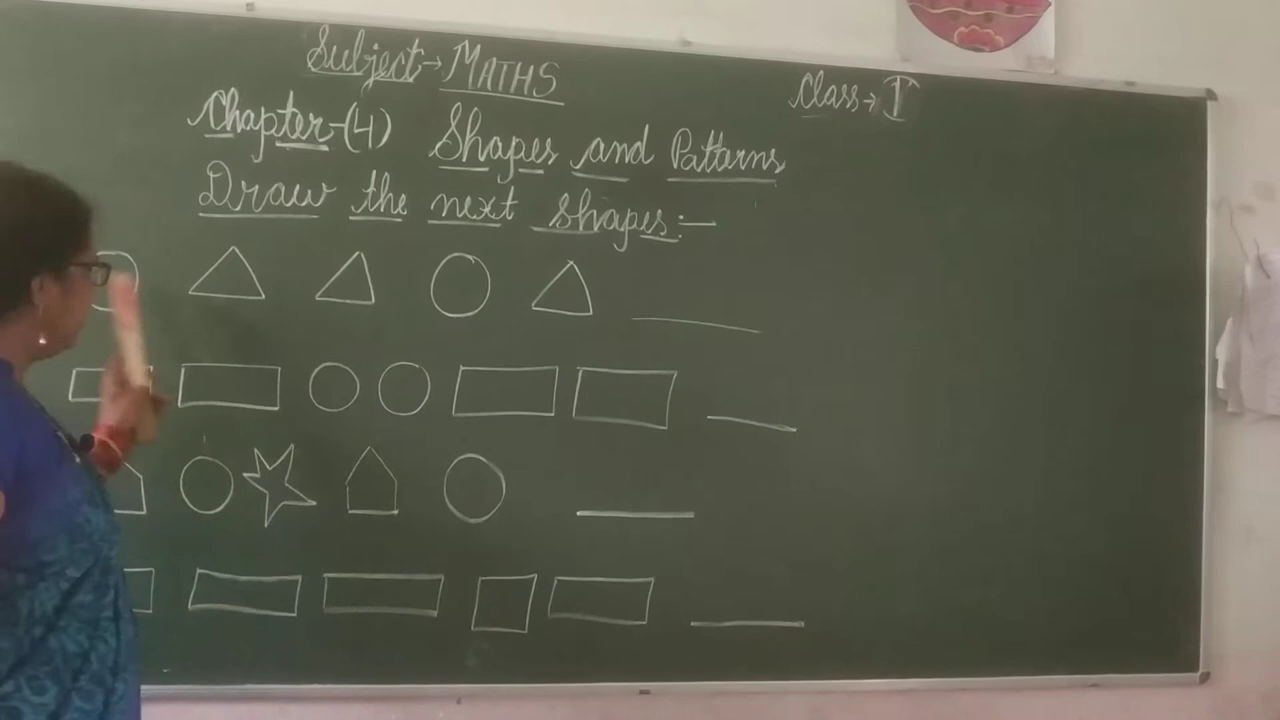 Subject→ MATHS
Class→ I
Chapter-(4) Shapes and Patterns
Draw the next shapes:—